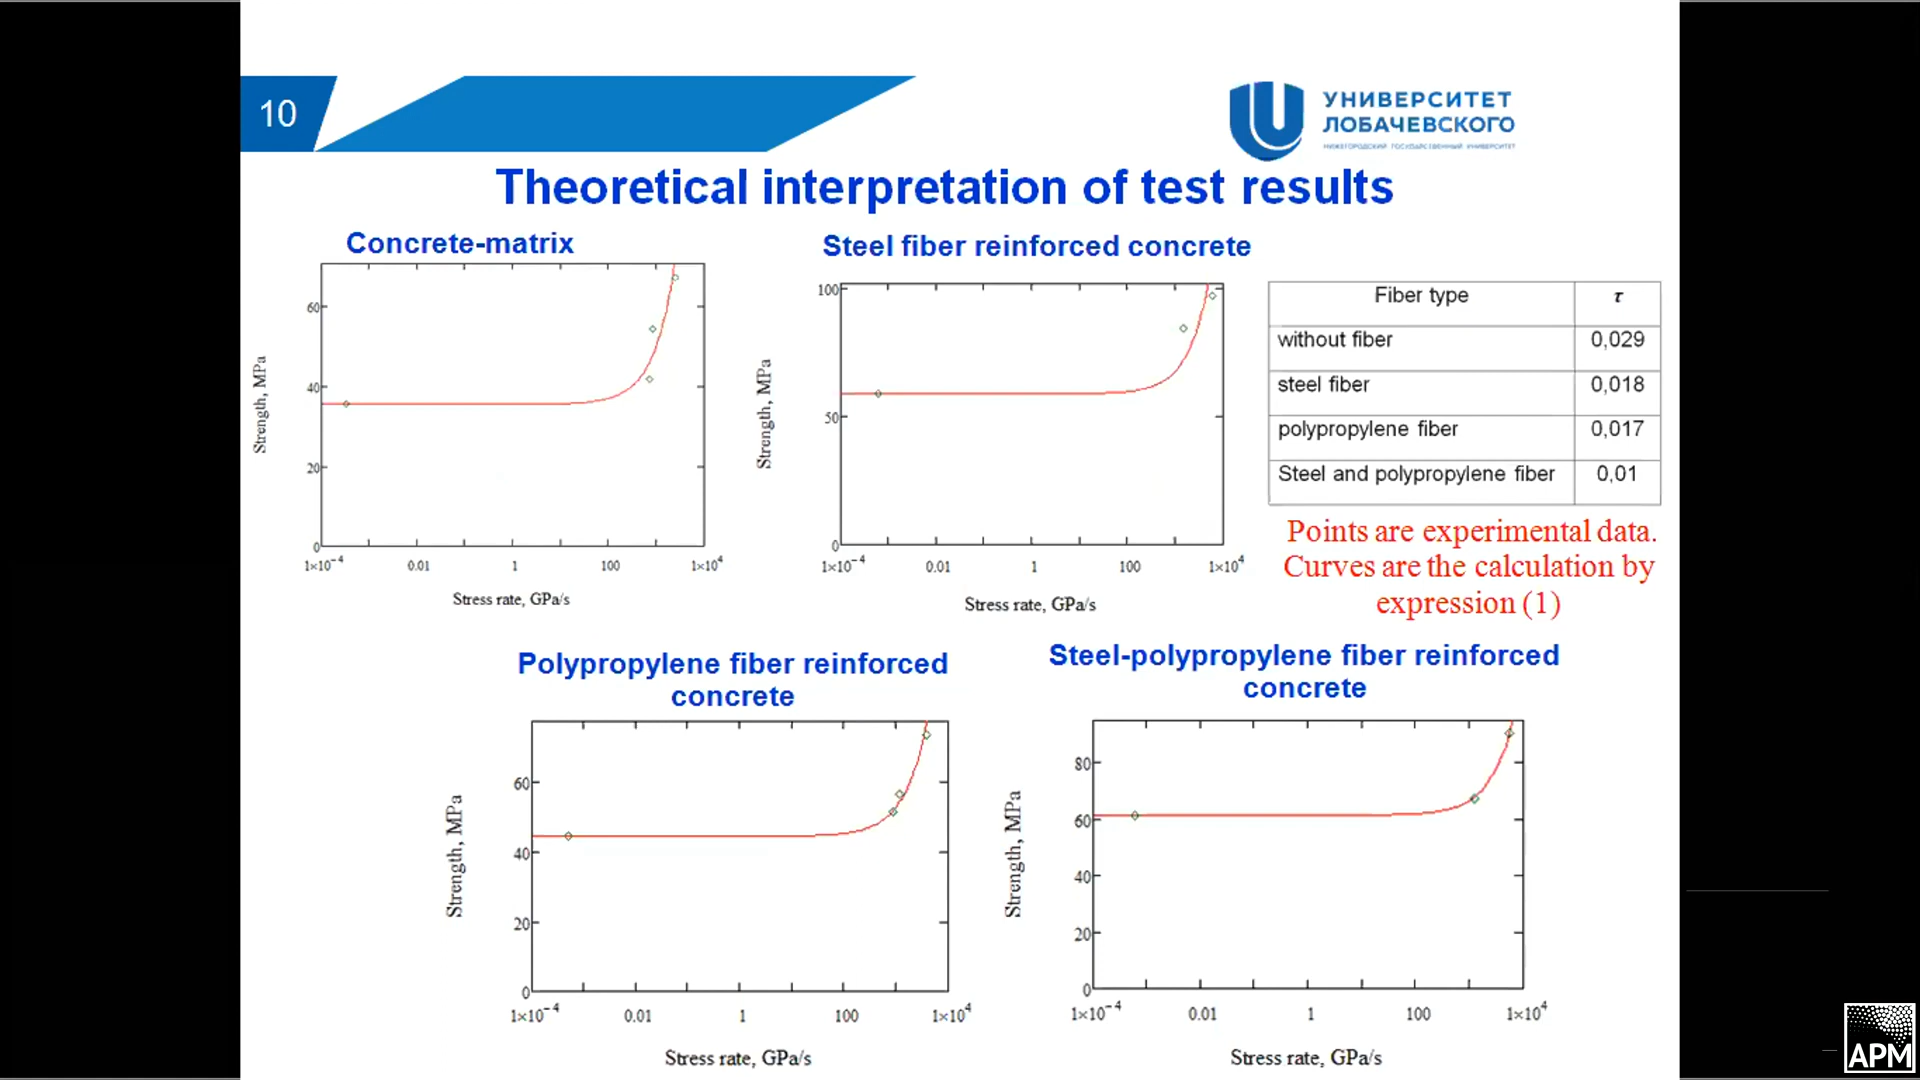 10
УНИВЕРСИТЕТ
ЛОБАЧЕВСКОГО
НИЖЕГОРОДСКИЙ ГОСУДАРСТВЕННЫЙ УНИВЕРСИТЕТ
Theoretical interpretation of test results
Concrete-matrix
Strength, MPa
60
40
20
0
1×10⁻⁴ 0.01 1 100 1×10⁴
Stress rate, GPa/s
Steel fiber reinforced concrete
Strength, MPa
100
50
0
1×10⁻⁴ 0.01 1 100 1×10⁴
Stress rate, GPa/s
Fiber type τ
without fiber 0,029
steel fiber 0,018
polypropylene fiber 0,017
Steel and polypropylene fiber 0,01
Points are experimental data.
Curves are the calculation by
expression (1)
Polypropylene fiber reinforced
concrete
Strength, MPa
60
40
20
0
1×10⁻⁴ 0.01 1 100 1×10⁴
Stress rate, GPa/s
Steel-polypropylene fiber reinforced
concrete
Strength, MPa
80
60
40
20
0
1×10⁻⁴ 0.01 1 100 1×10⁴
Stress rate, GPa/s
APM